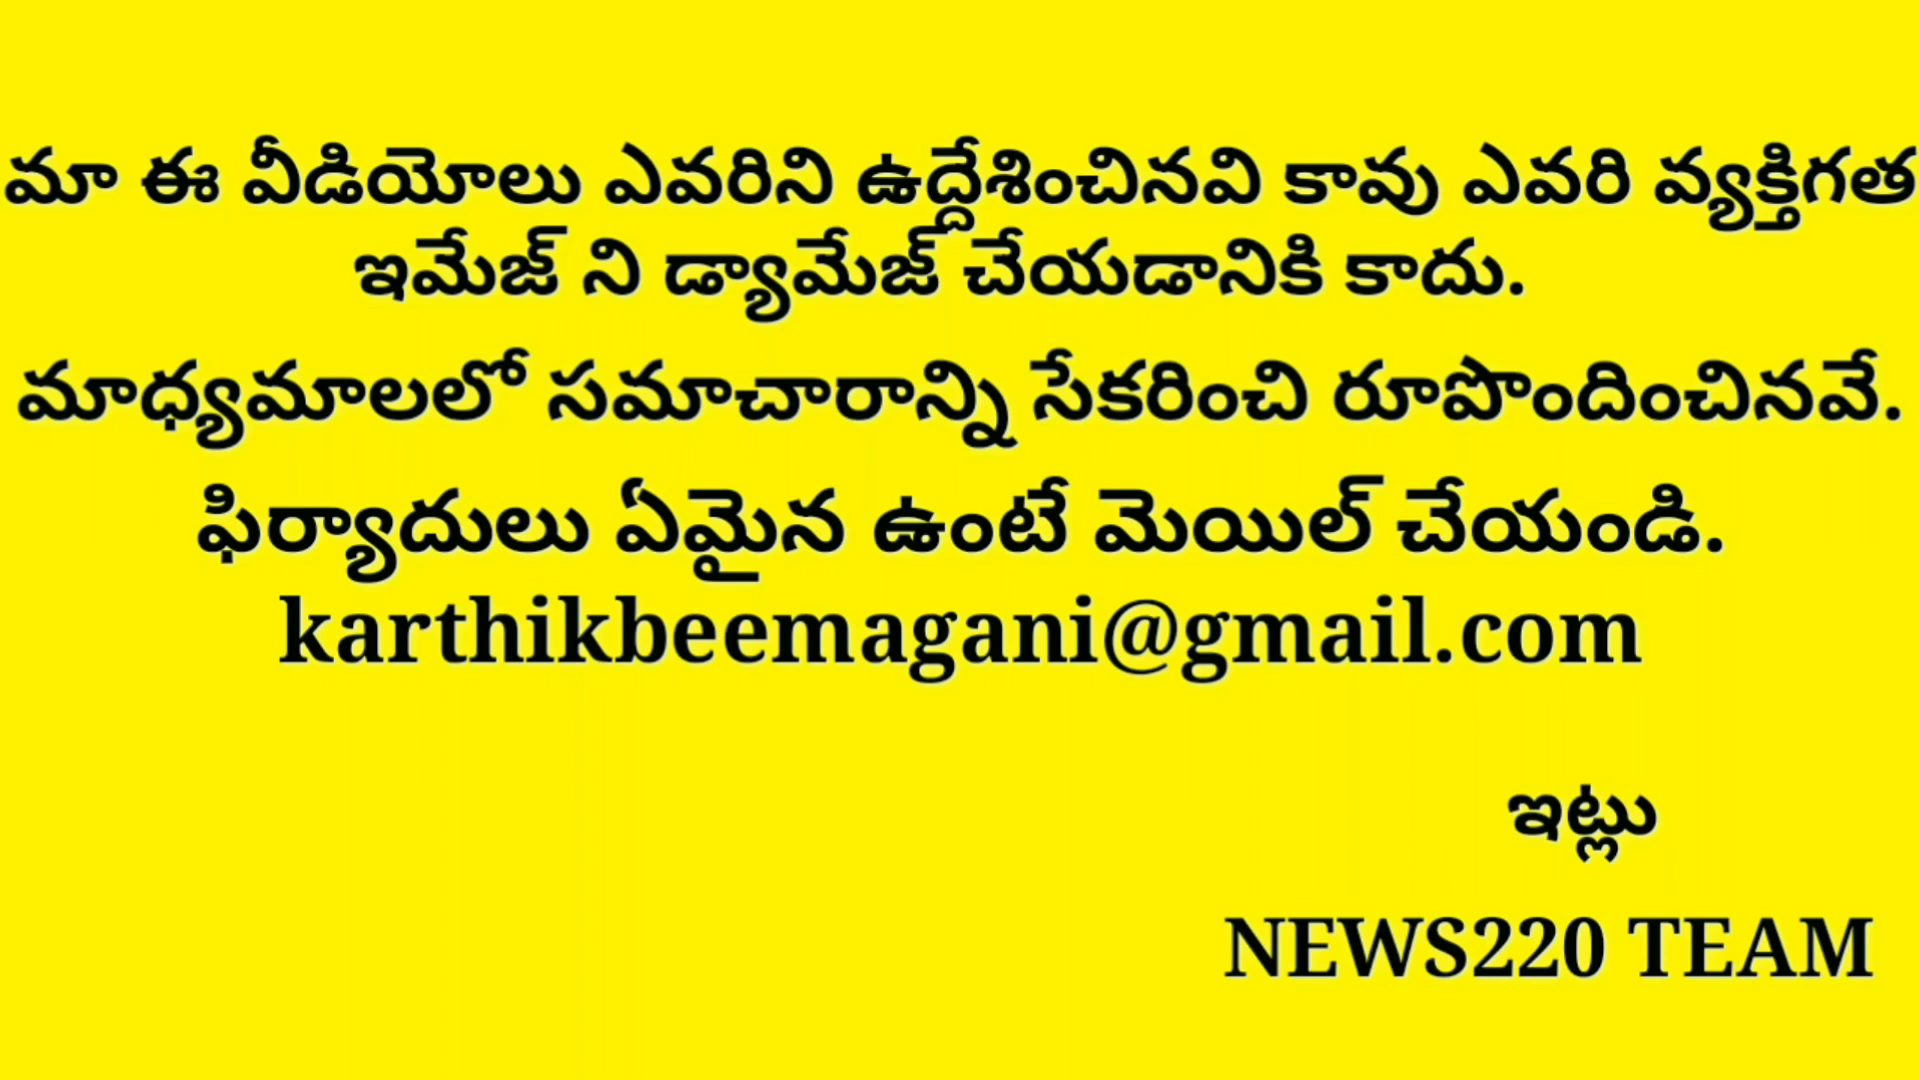 మా ఈ వీడియోలు ఎవరిని ఉద్దేశించినవి కావు ఎవరి వ్యక్తిగత
ఇమేజ్ ని డ్యామేజ్ చేయడానికి కాదు.
మాధ్యమాలలో సమాచారాన్ని సేకరించి రూపొందించినవే.
ఫిర్యాదులు ఏమైన ఉంటే మెయిల్ చేయండి.
karthikbeemagani@gmail.com
ఇట్లు
NEWS220 TEAM